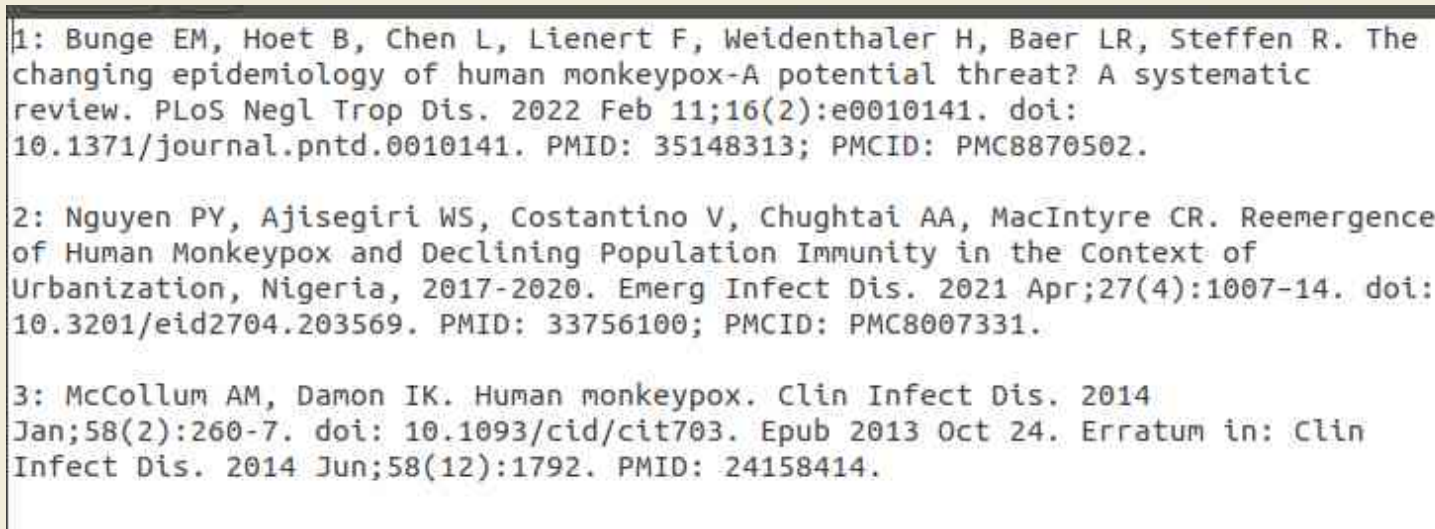 1: Bunge EM, Hoet B, Chen L, Lienert F, Weidenthaler H, Baer LR, Steffen R. The
changing epidemiology of human monkeypox-A potential threat? A systematic
review. PLoS Negl Trop Dis. 2022 Feb 11;16(2):e0010141. doi:
10.1371/journal.pntd.0010141. PMID: 35148313; PMCID: PMC8870502.
2: Nguyen PY, Ajisegiri WS, Costantino V, Chughtai AA, MacIntyre CR. Reemergence
of Human Monkeypox and Declining Population Immunity in the Context of
Urbanization, Nigeria, 2017-2020. Emerg Infect Dis. 2021 Apr;27(4):1007–14. doi:
10.3201/eid2704.203569. PMID: 33756100; PMCID: PMC8007331.
3: McCollum AM, Damon IK. Human monkeypox. Clin Infect Dis. 2014
Jan;58(2):260-7. doi: 10.1093/cid/cit703. Epub 2013 Oct 24. Erratum in: Clin
Infect Dis. 2014 Jun;58(12):1792. PMID: 24158414.